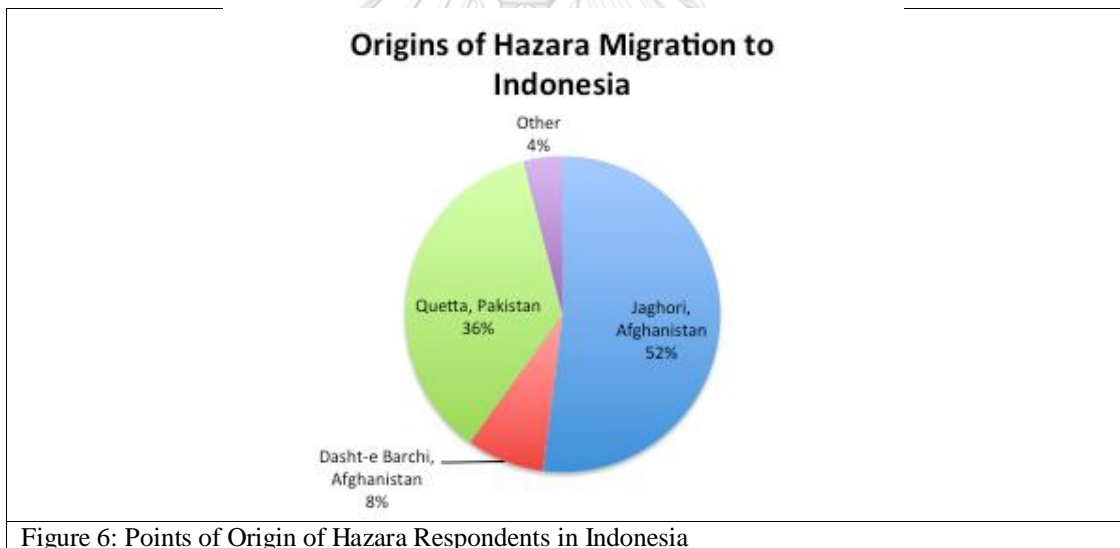 Origins of Hazara Migration to
Indonesia
Other
4%
Quetta, Pakistan
36%
Jaghori,
Afghanistan
52%
Dasht-e Barchi,
Afghanistan
8%
Figure 6: Points of Origin of Hazara Respondents in Indonesia